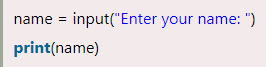 name = input("Enter your name: ")
print(name)